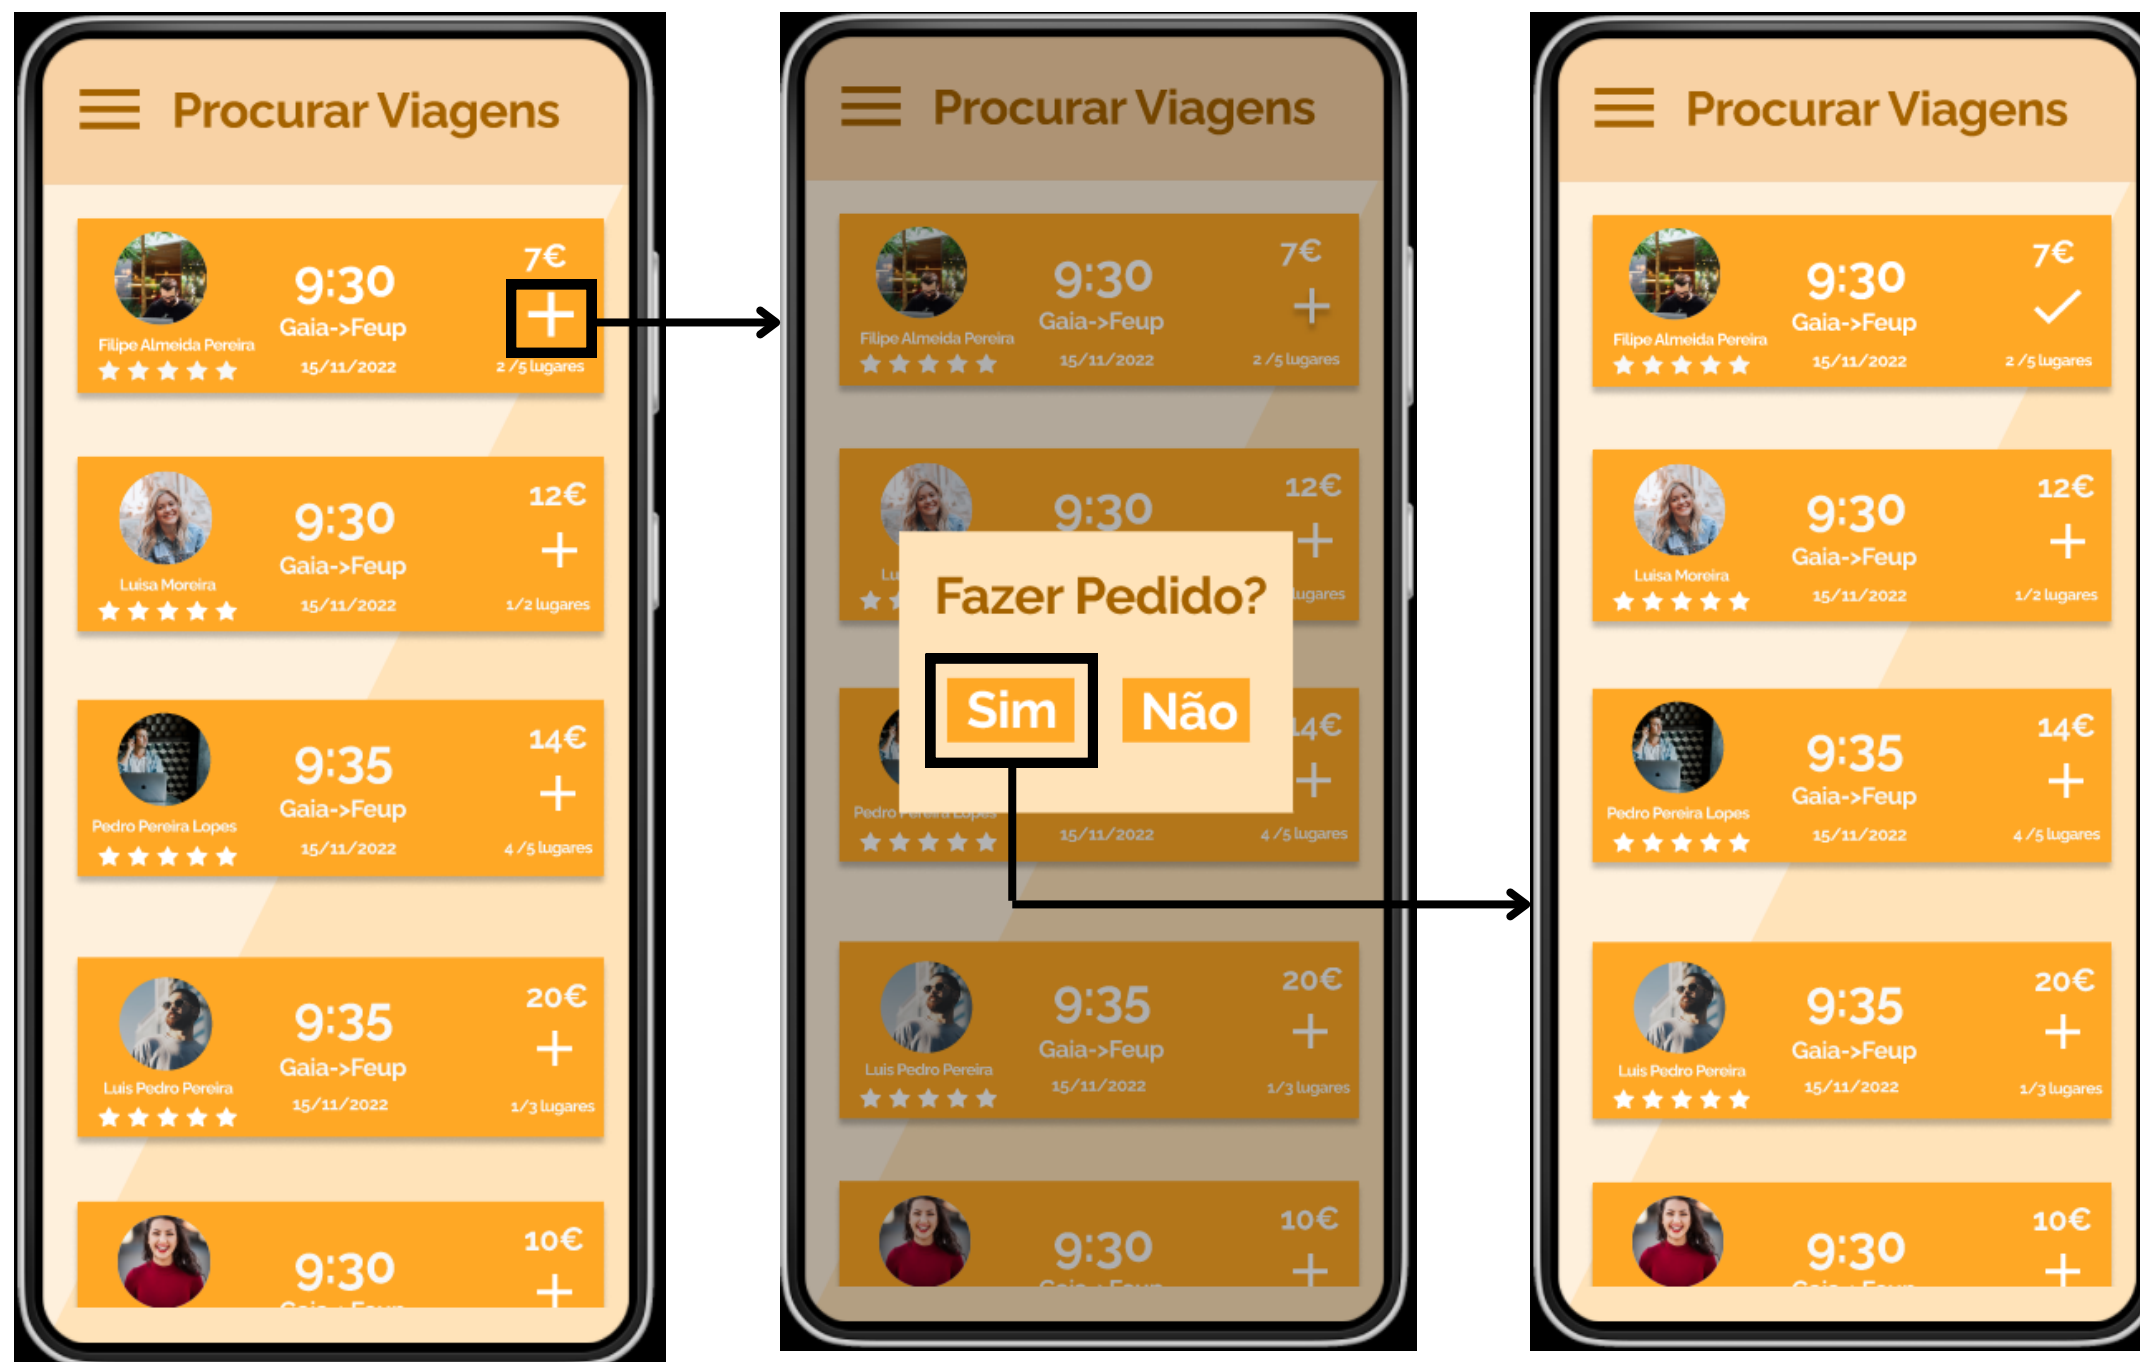 Procurar Viagens
7€
9:30
Gaia->Feup
Filipe Almeida Pereira
15/11/2022
2 /5 lugares
12€
9:30
Gaia->Feup
Luisa Moreira
15/11/2022
1/2 lugares
14€
9:35
Gaia->Feup
Pedro Pereira Lopes
15/11/2022
4 /5 lugares
20€
9:35
Gaia->Feup
Luis Pedro Pereira
15/11/2022
1/3 lugares
10€
9:30
Procurar Viagens
7€
9:30
Gaia->Feup
Filipe Almeida Pereira
15/11/2022
2 /5 lugares
12€
9:30
Fazer Pedido?
lugares
Sim
Não
14€
Pedro Pereira Lopes
15/11/2022
4 /5 lugares
20€
9:35
Gaia->Feup
Luis Pedro Pereira
15/11/2022
1/3 lugares
10€
9:30
Procurar Viagens
7€
9:30
Gaia->Feup
Filipe Almeida Pereira
15/11/2022
2 /5 lugares
12€
9:30
Gaia->Feup
Luisa Moreira
15/11/2022
1/2 lugares
14€
9:35
Gaia->Feup
Pedro Pereira Lopes
15/11/2022
4 /5 lugares
20€
9:35
Gaia->Feup
Luis Pedro Pereira
15/11/2022
1/3 lugares
10€
9:30